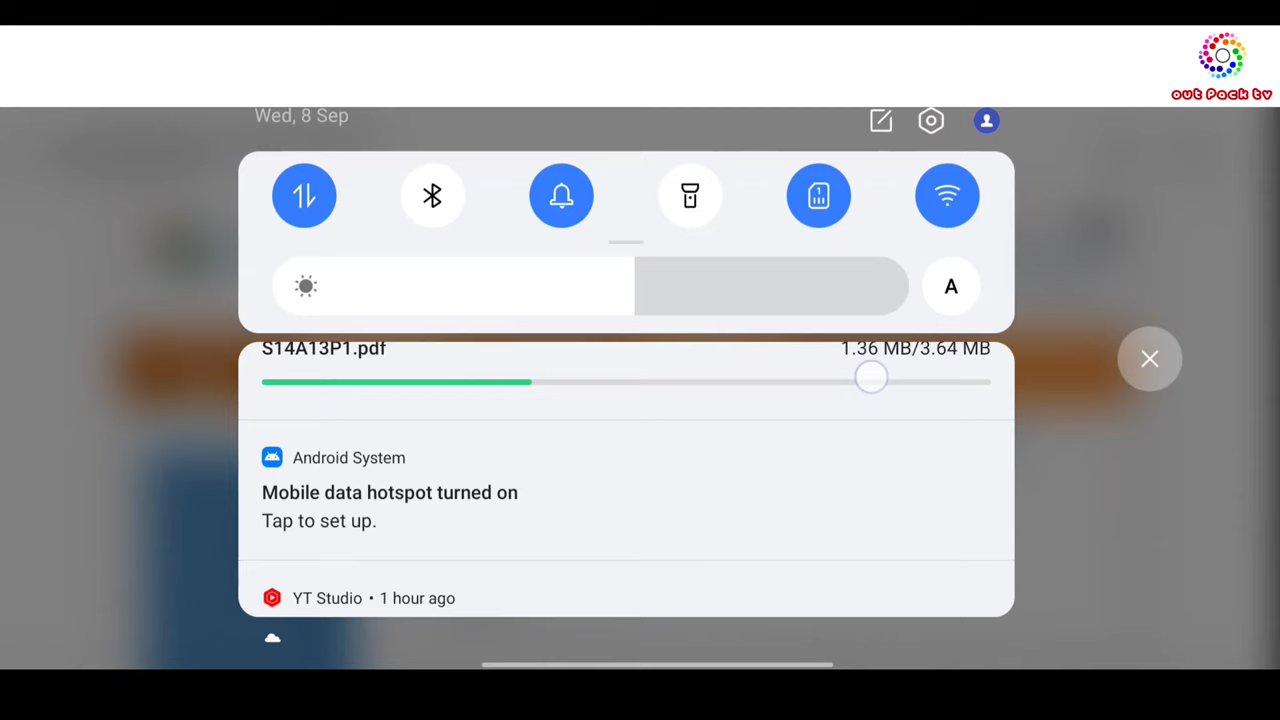 out Pack tv
Wed, 8 Sep
1
A
S14A13P1.pdf 1.36 MB/3.64 MB
Android System
Mobile data hotspot turned on
Tap to set up.
YT Studio • 1 hour ago